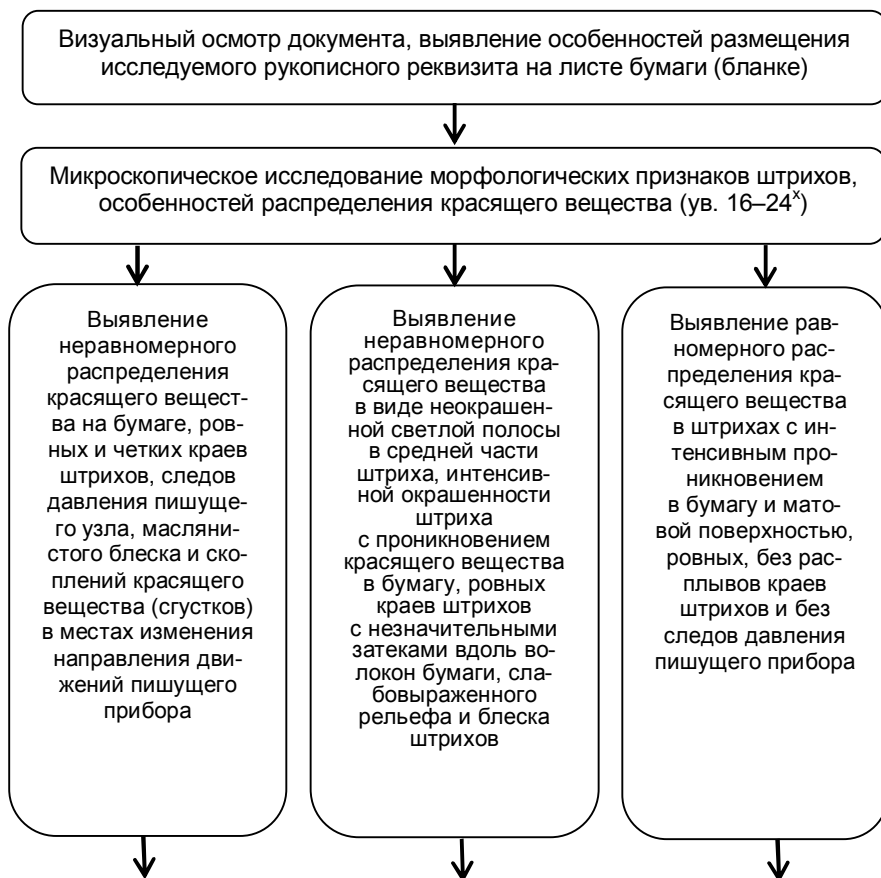 Визуальный осмотр документа, выявление особенностей размещения
исследуемого рукописного реквизита на листе бумаги (бланке)
Микроскопическое исследование морфологических признаков штрихов,
особенностей распределения красящего вещества (ув. 16–24ˣ)
Выявление
неравномерного
распределения
красящего вещест-
ва на бумаге, ров-
ных и четких краев
штрихов, следов
давления пишуще-
го узла, масляни-
стого блеска и ско-
плений красящего
вещества (сгустков)
в местах изменения
направления дви-
жений пишущего
прибора
Выявление
неравномерного
распределения кра-
сящего вещества
в виде неокрашен-
ной светлой полосы
в средней части
штриха, интенсив-
ной окрашенности
штриха
с проникновением
красящего вещества
в бумагу, ровных
краев штрихов
с незначительными
затеками вдоль во-
локон бумаги, сла-
бовыраженного
рельефа и блеска
штрихов
Выявление рав-
номерного рас-
пределения кра-
сящего вещества
в штрихах с ин-
тенсивным про-
никновением
в бумагу и мато-
вой поверхностью,
ровных, без рас-
плывов краев
штрихов и без
следов давления
пишущего прибора